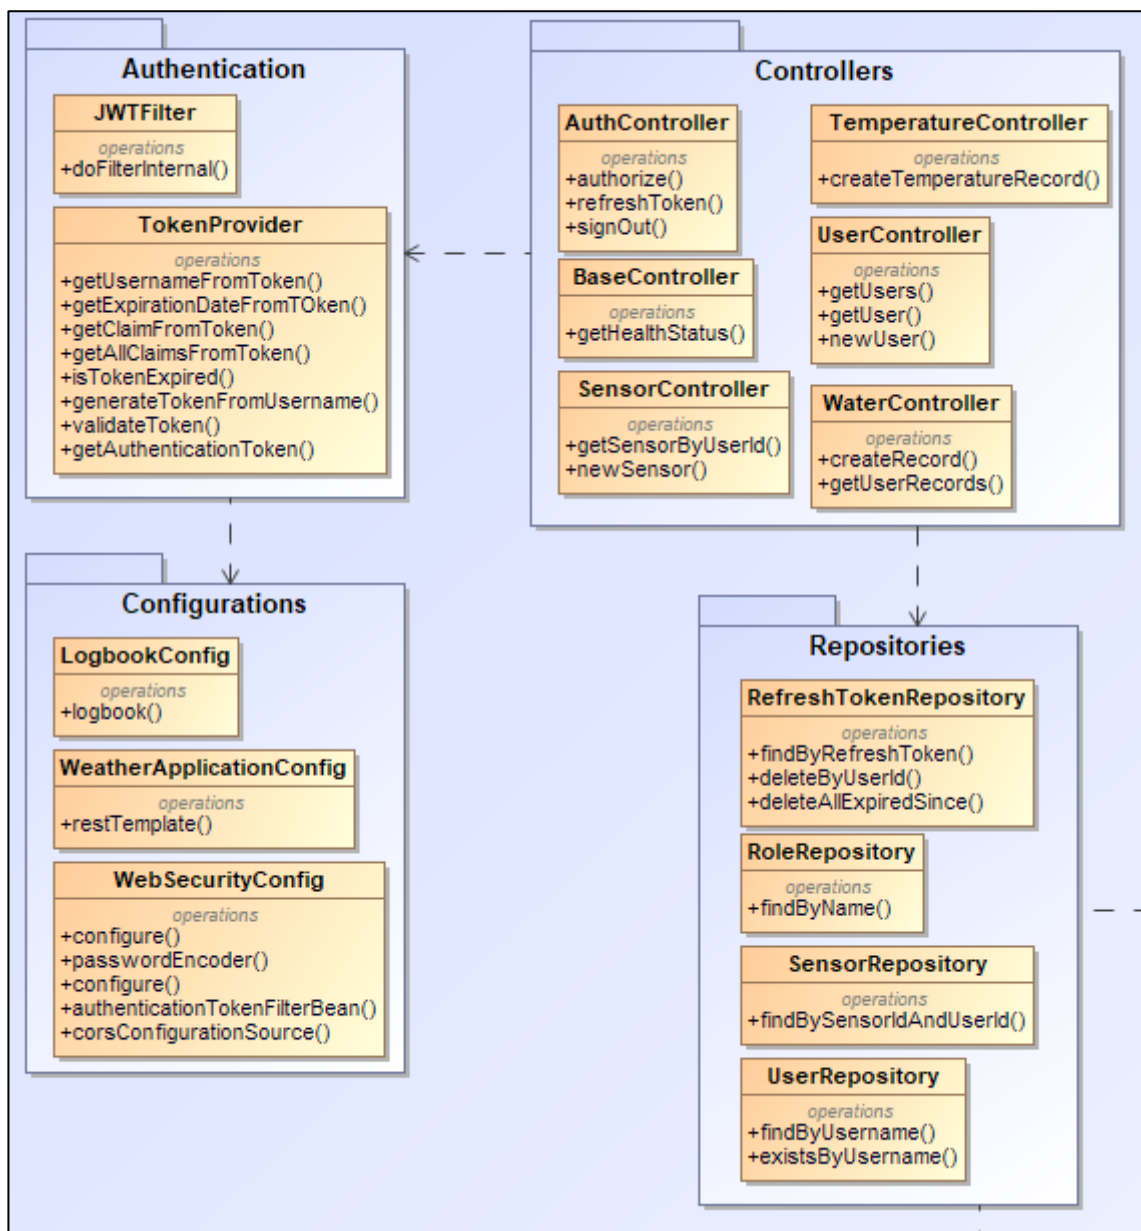 Authentication
JWTFilter
operations
+doFilterInternal()
TokenProvider
operations
+getUsernameFromToken()
+getExpirationDateFromTOken()
+getClaimFromToken()
+getAllClaimsFromToken()
+isTokenExpired()
+generateTokenFromUsername()
+validateToken()
+getAuthenticationToken()
Controllers
AuthController
operations
+authorize()
+refreshToken()
+signOut()
BaseController
operations
+getHealthStatus()
SensorController
operations
+getSensorByUserId()
+newSensor()
TemperatureController
operations
+createTemperatureRecord()
UserController
operations
+getUsers()
+getUser()
+newUser()
WaterController
operations
+createRecord()
+getUserRecords()
Configurations
LogbookConfig
operations
+logbook()
WeatherApplicationConfig
operations
+restTemplate()
WebSecurityConfig
operations
+configure()
+passwordEncoder()
+configure()
+authenticationTokenFilterBean()
+corsConfigurationSource()
Repositories
RefreshTokenRepository
operations
+findByRefreshToken()
+deleteByUserId()
+deleteAllExpiredSince()
RoleRepository
operations
+findByName()
SensorRepository
operations
+findBySensorIdAndUserId()
UserRepository
operations
+findByUsername()
+existsByUsername()